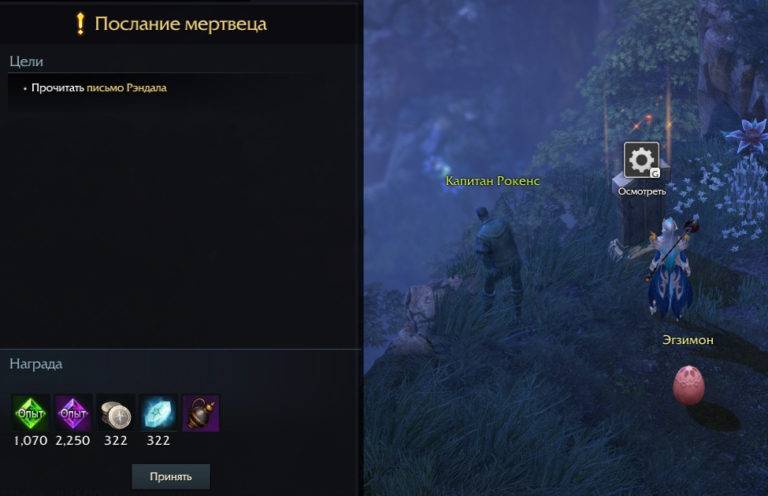 Послание мертвеца
Цели
• Прочитать письмо Рэндала
Капитан Рокенс
G
Осмотреть
Эгзимон
Награда
Опыт Опыт
1,070 2,250 322 322
Принять